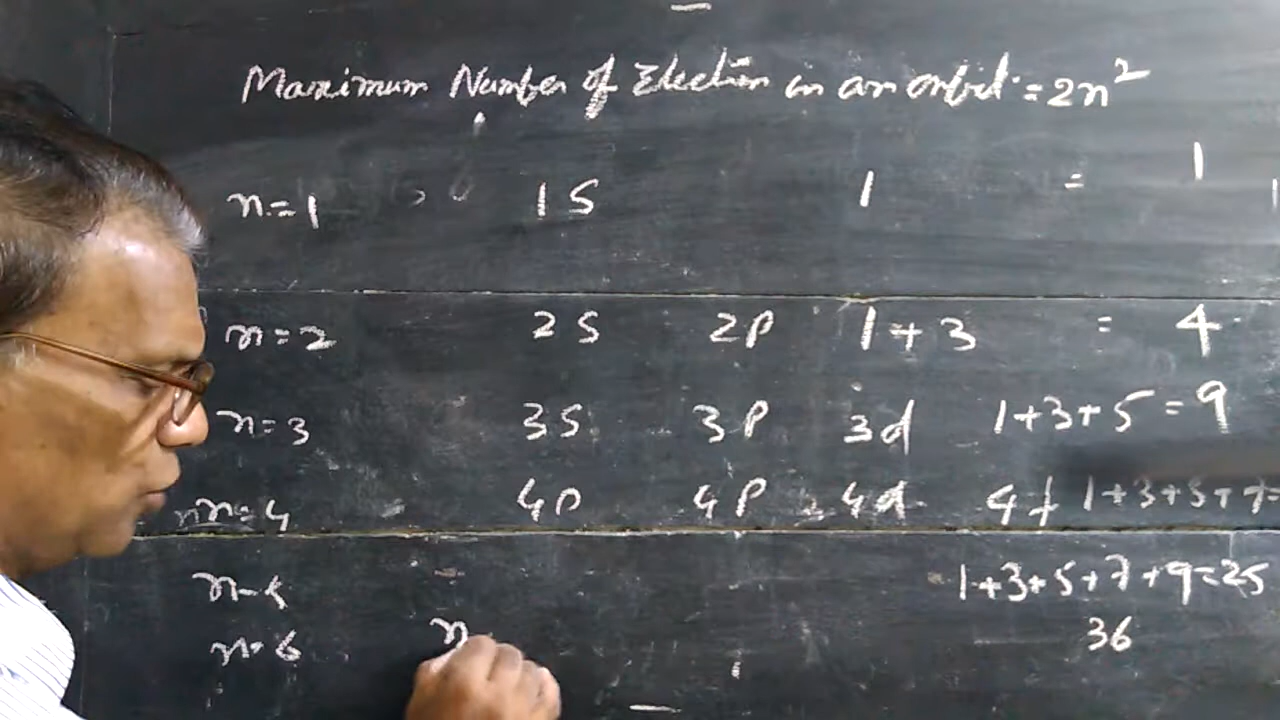 Maximum Number of Electron in an orbit = 2n²
n=1 1S 1 = 1
n=2 2S 2P 1+3 = 4
n=3 3S 3P 3d 1+3+5=9
n=4 4P 4P 4d 4f 1+3+5+7=
n-5 1+3+5+7+9=25
n=6 n 36